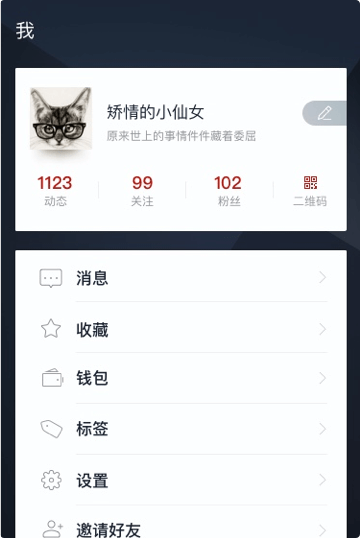 我
矫情的小仙女
原来世上的事情件件藏着委屈
1123 99 102
动态 关注 粉丝 二维码
消息
收藏
钱包
标签
设置
邀请好友